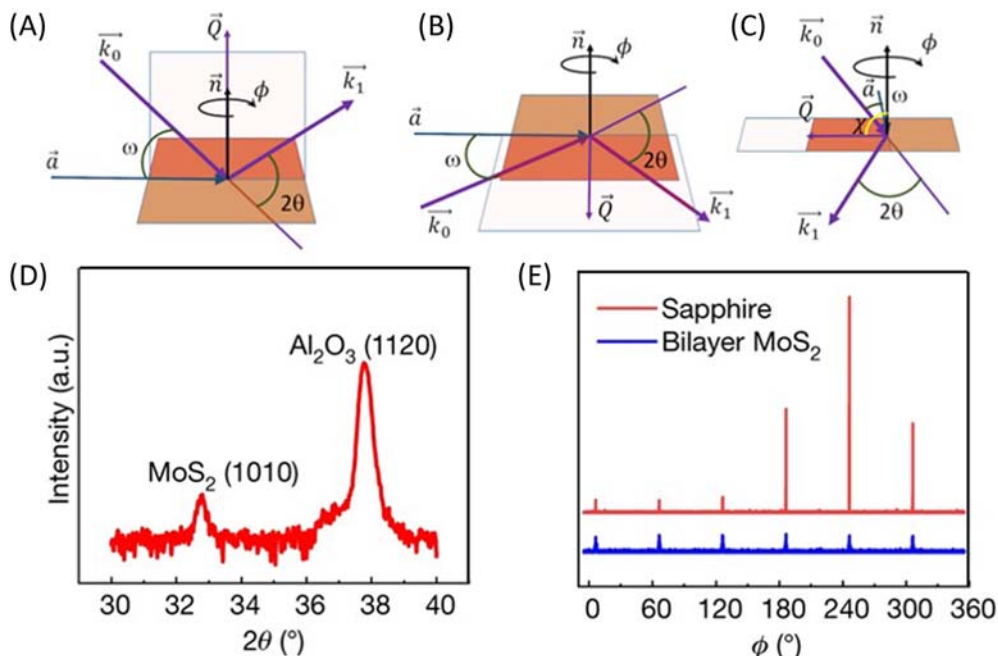 (A)
(B)
(C)
k₀
Q
n
ϕ
k₁
ω
a
2θ
n
ϕ
a
ω
2θ
k₀
Q
k₁
k₀
n
ϕ
a
ω
Q
χ
k₁
2θ
(D)
Intensity (a.u.)
MoS₂ (1010)
Al₂O₃ (1120)
30 32 34 36 38 40
2θ (°)
(E)
Sapphire
Bilayer MoS₂
0 60 120 180 240 300 360
ϕ (°)